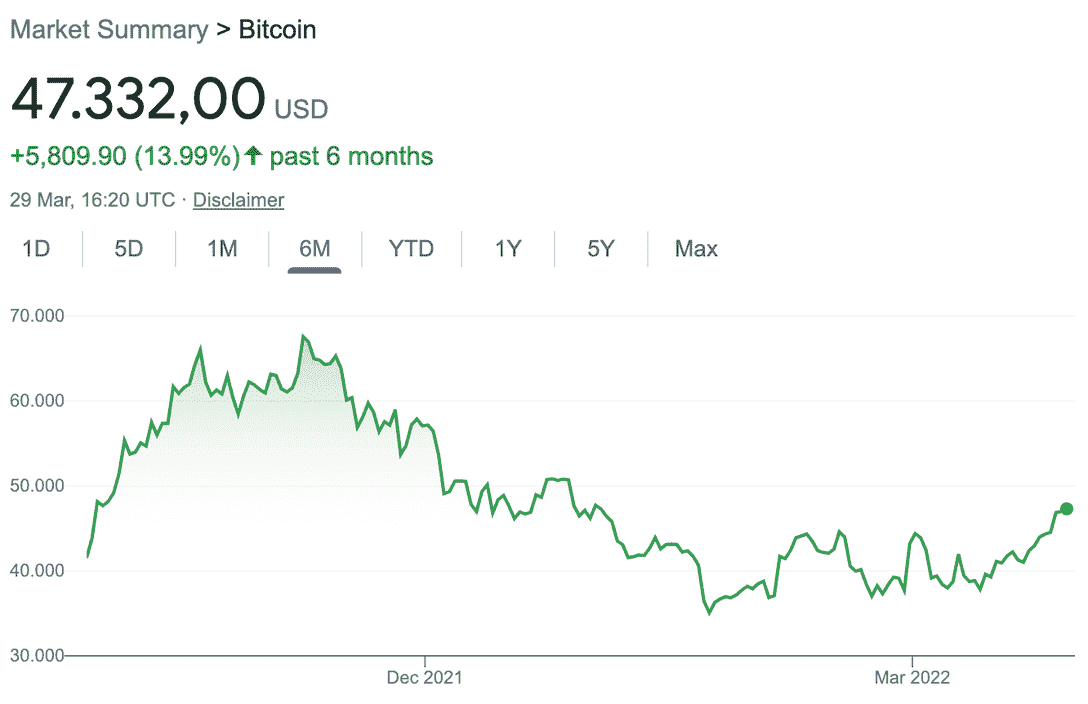 Market Summary > Bitcoin
47.332,00 USD
+5,809.90 (13.99%)↑ past 6 months
29 Mar, 16:20 UTC · Disclaimer
1D 5D 1M 6M YTD 1Y 5Y Max
70.000
60.000
50.000
40.000
30.000
Dec 2021 Mar 2022